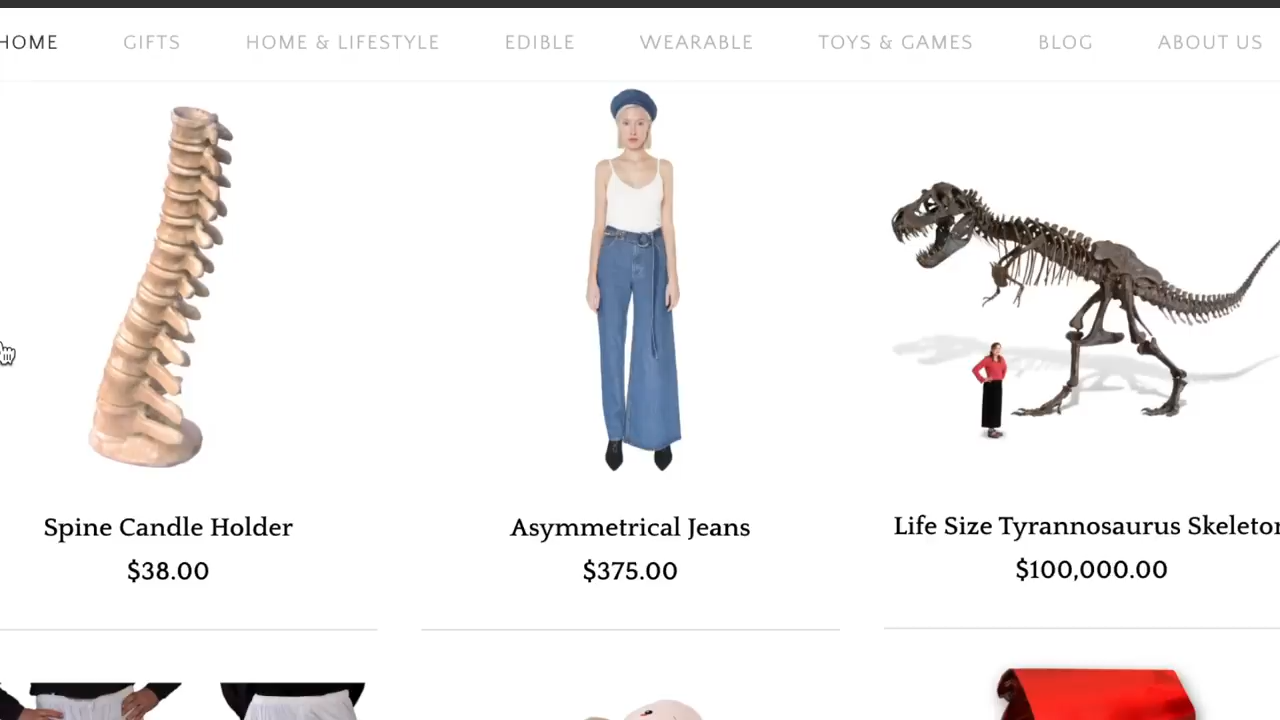 HOME GIFTS HOME & LIFESTYLE EDIBLE WEARABLE TOYS & GAMES BLOG ABOUT US
Spine Candle Holder
$38.00
Asymmetrical Jeans
$375.00
Life Size Tyrannosaurus Skeleton
$100,000.00